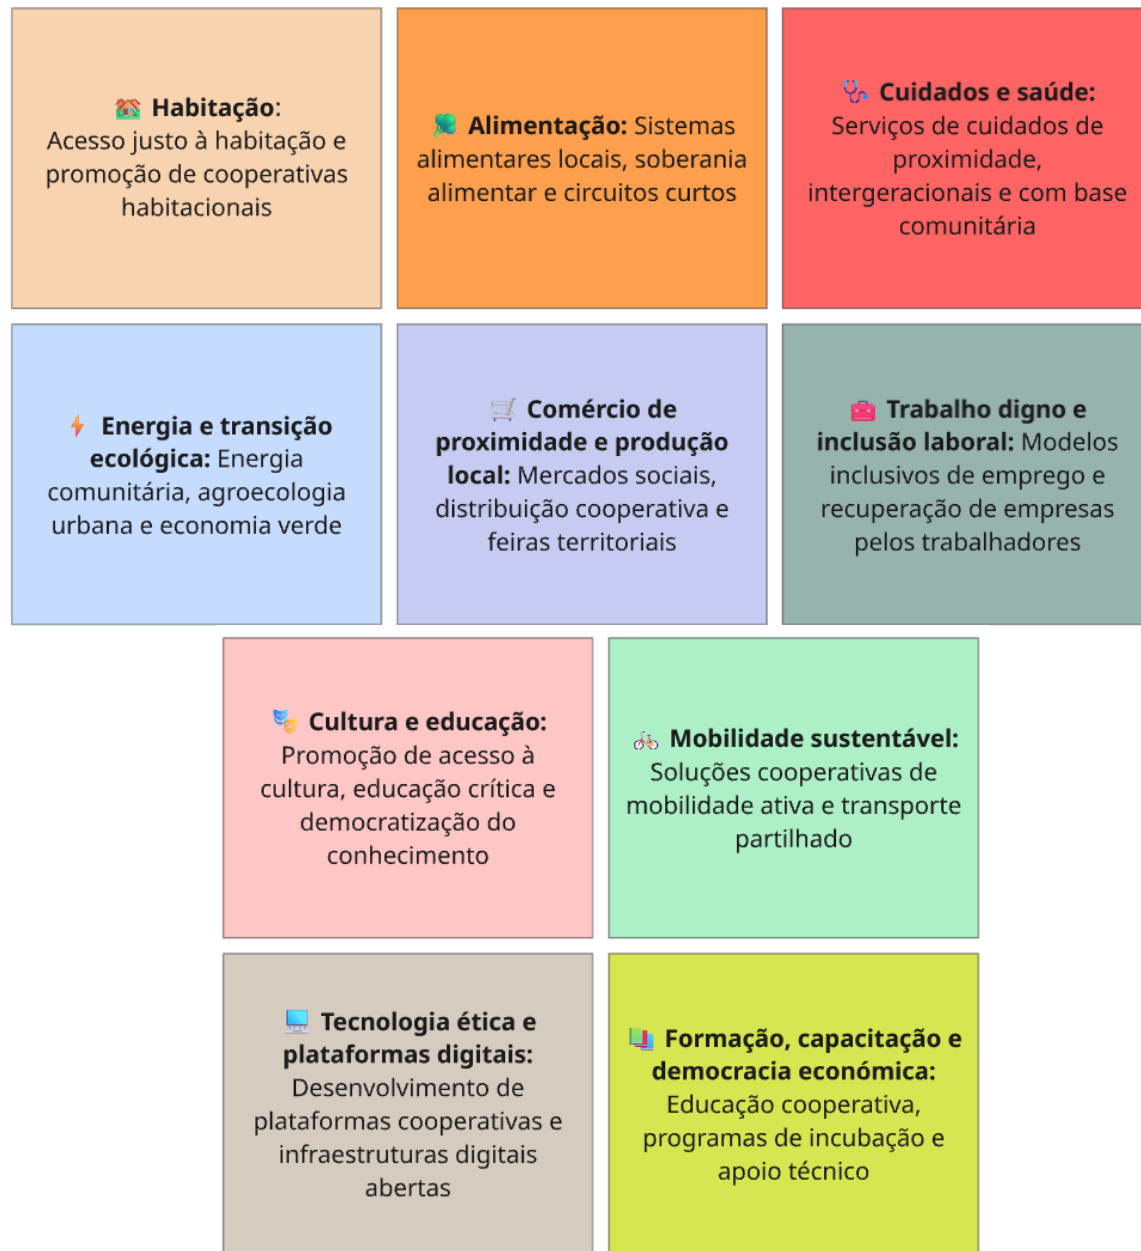 Habitação:
Acesso justo à habitação e
promoção de cooperativas
habitacionais
Alimentação: Sistemas
alimentares locais, soberania
alimentar e circuitos curtos
Cuidados e saúde:
Serviços de cuidados de
proximidade,
intergeracionais e com base
comunitária
Energia e transição
ecológica: Energia
comunitária, agroecologia
urbana e economia verde
Comércio de
proximidade e produção
local: Mercados sociais,
distribuição cooperativa e
feiras territoriais
Trabalho digno e
inclusão laboral: Modelos
inclusivos de emprego e
recuperação de empresas
pelos trabalhadores
Cultura e educação:
Promoção de acesso à
cultura, educação crítica e
democratização do
conhecimento
Mobilidade sustentável:
Soluções cooperativas de
mobilidade ativa e transporte
partilhado
Tecnologia ética e
plataformas digitais:
Desenvolvimento de
plataformas cooperativas e
infraestruturas digitais
abertas
Formação, capacitação e
democracia económica:
Educação cooperativa,
programas de incubação e
apoio técnico